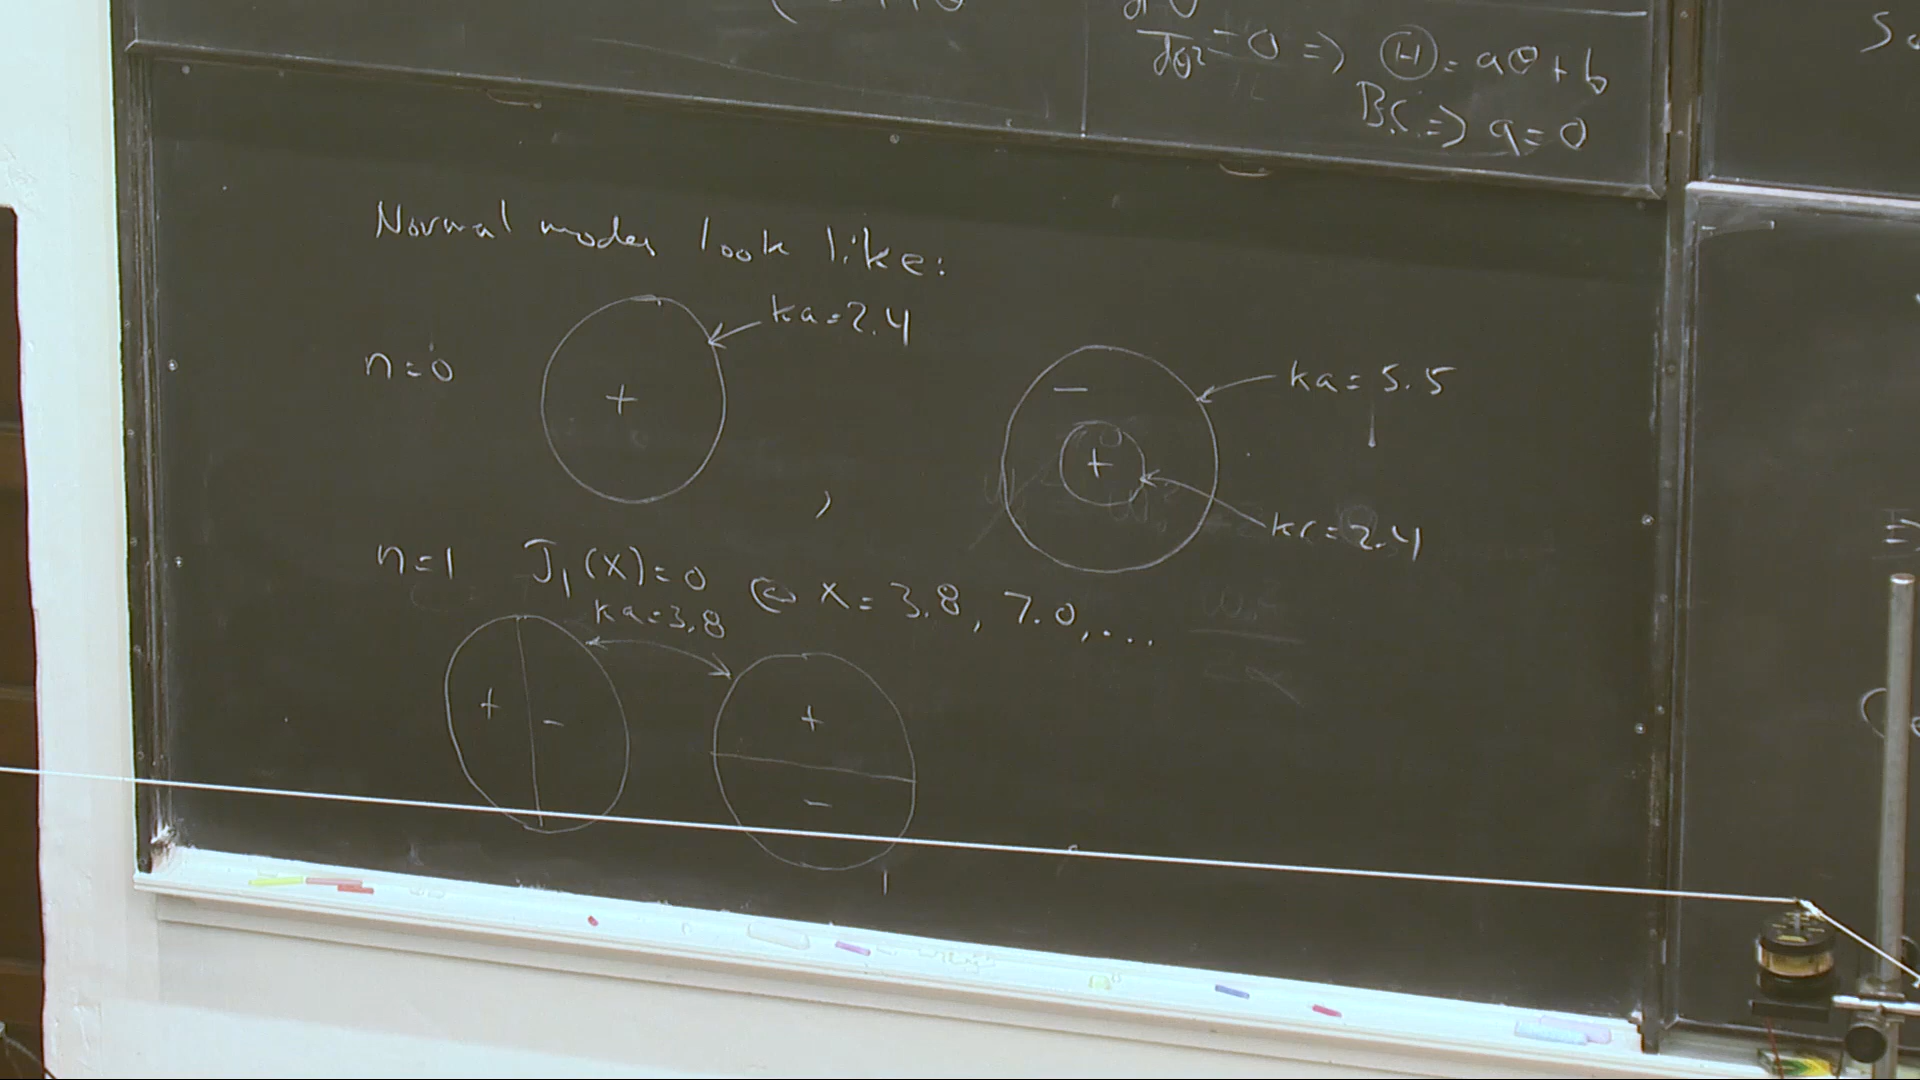 = 0 => Ⓗ = aθ + b
dθ²
B.C. => a = 0
Normal modes look like:
ka = 2.4
n = 0
+
ka = 5.5
−
+
kr = 2.4
,
n = 1 J₁(x) = 0 @ x = 3.8, 7.0, ...
ka = 3.8
+ −
+
−